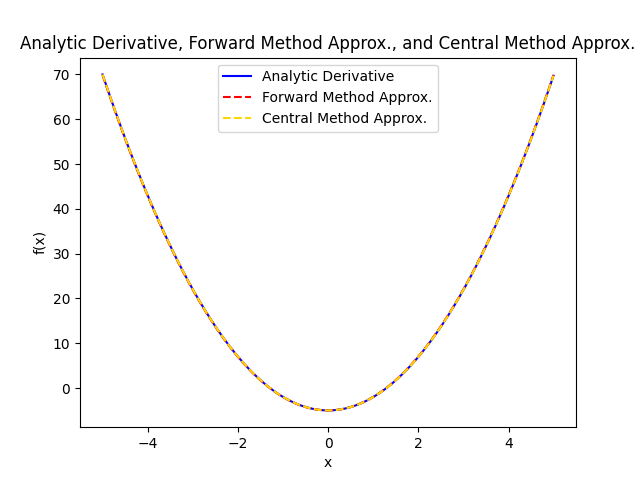 Analytic Derivative, Forward Method Approx., and Central Method Approx.
Analytic Derivative
Forward Method Approx.
Central Method Approx.
70
60
50
40
30
20
10
0
f(x)
−4
−2
0
2
4
x